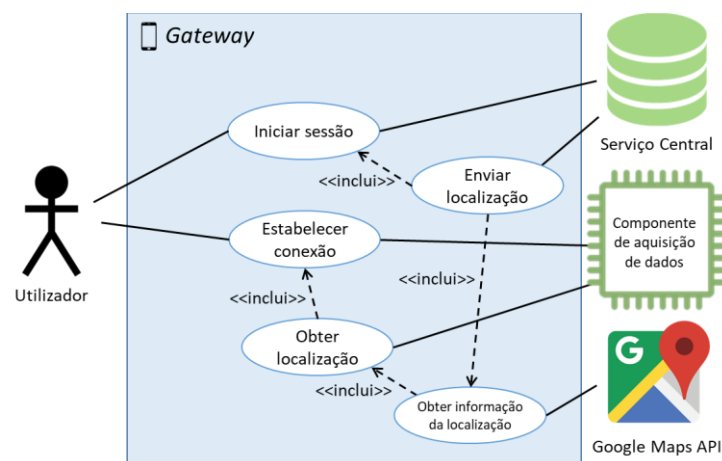 Gateway
Iniciar sessão
Serviço Central
<<inclui>>
Enviar
localização
Estabelecer
conexão
Componente
de aquisição
de dados
Utilizador
<<inclui>>
<<inclui>>
Obter
localização
G
<<inclui>>
Obter informação
da localização
Google Maps API